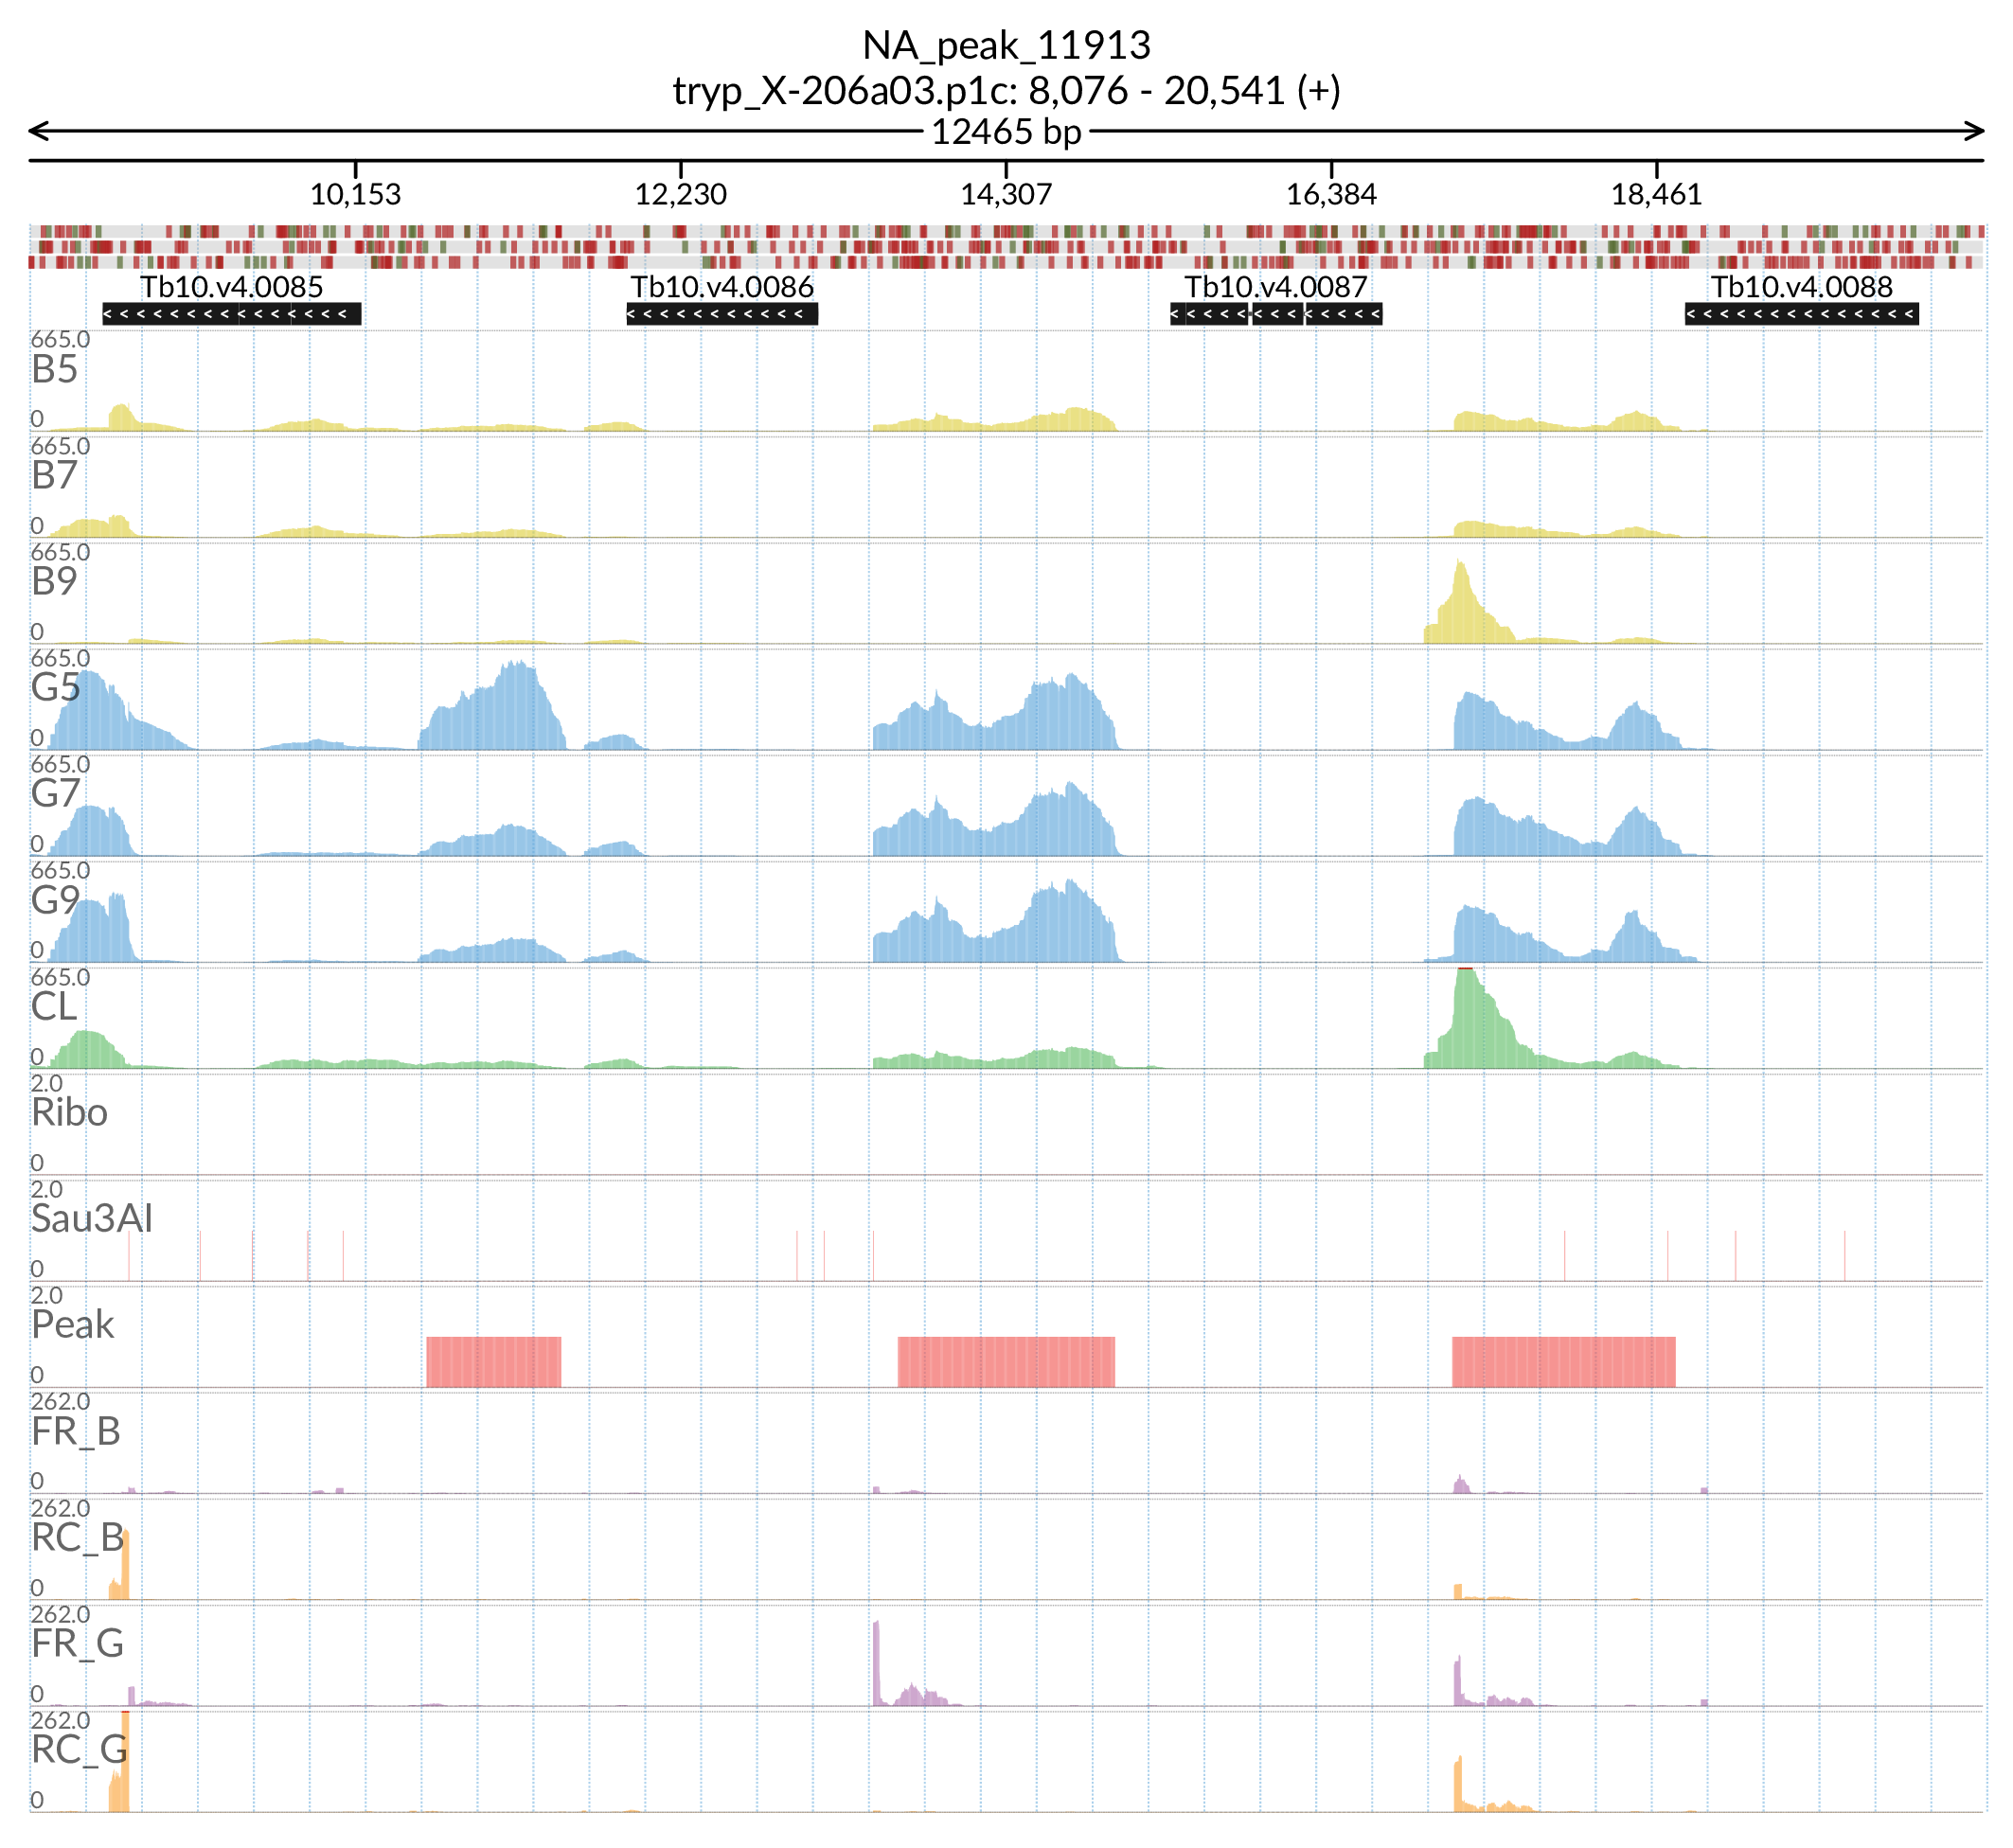 NA_peak_11913
tryp_X-206a03.p1c: 8,076 - 20,541 (+)
12465 bp
10,153 12,230 14,307 16,384 18,461
Tb10.v4.0085 Tb10.v4.0086 Tb10.v4.0087 Tb10.v4.0088
665.0
B5
0
665.0
B7
0
665.0
B9
0
665.0
G5
0
665.0
G7
0
665.0
G9
0
665.0
CL
0
2.0
Ribo
0
2.0
Sau3AI
0
2.0
Peak
0
262.0
FR_B
0
262.0
RC_B
0
262.0
FR_G
0
262.0
RC_G
0